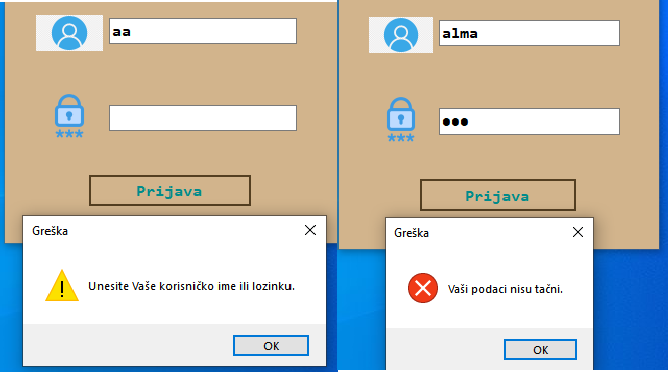 aa
***
Prijava
Greška
Unesite Vaše korisničko ime ili lozinku.
OK
alma
●●●
***
Prijava
Greška
Vaši podaci nisu tačni.
OK